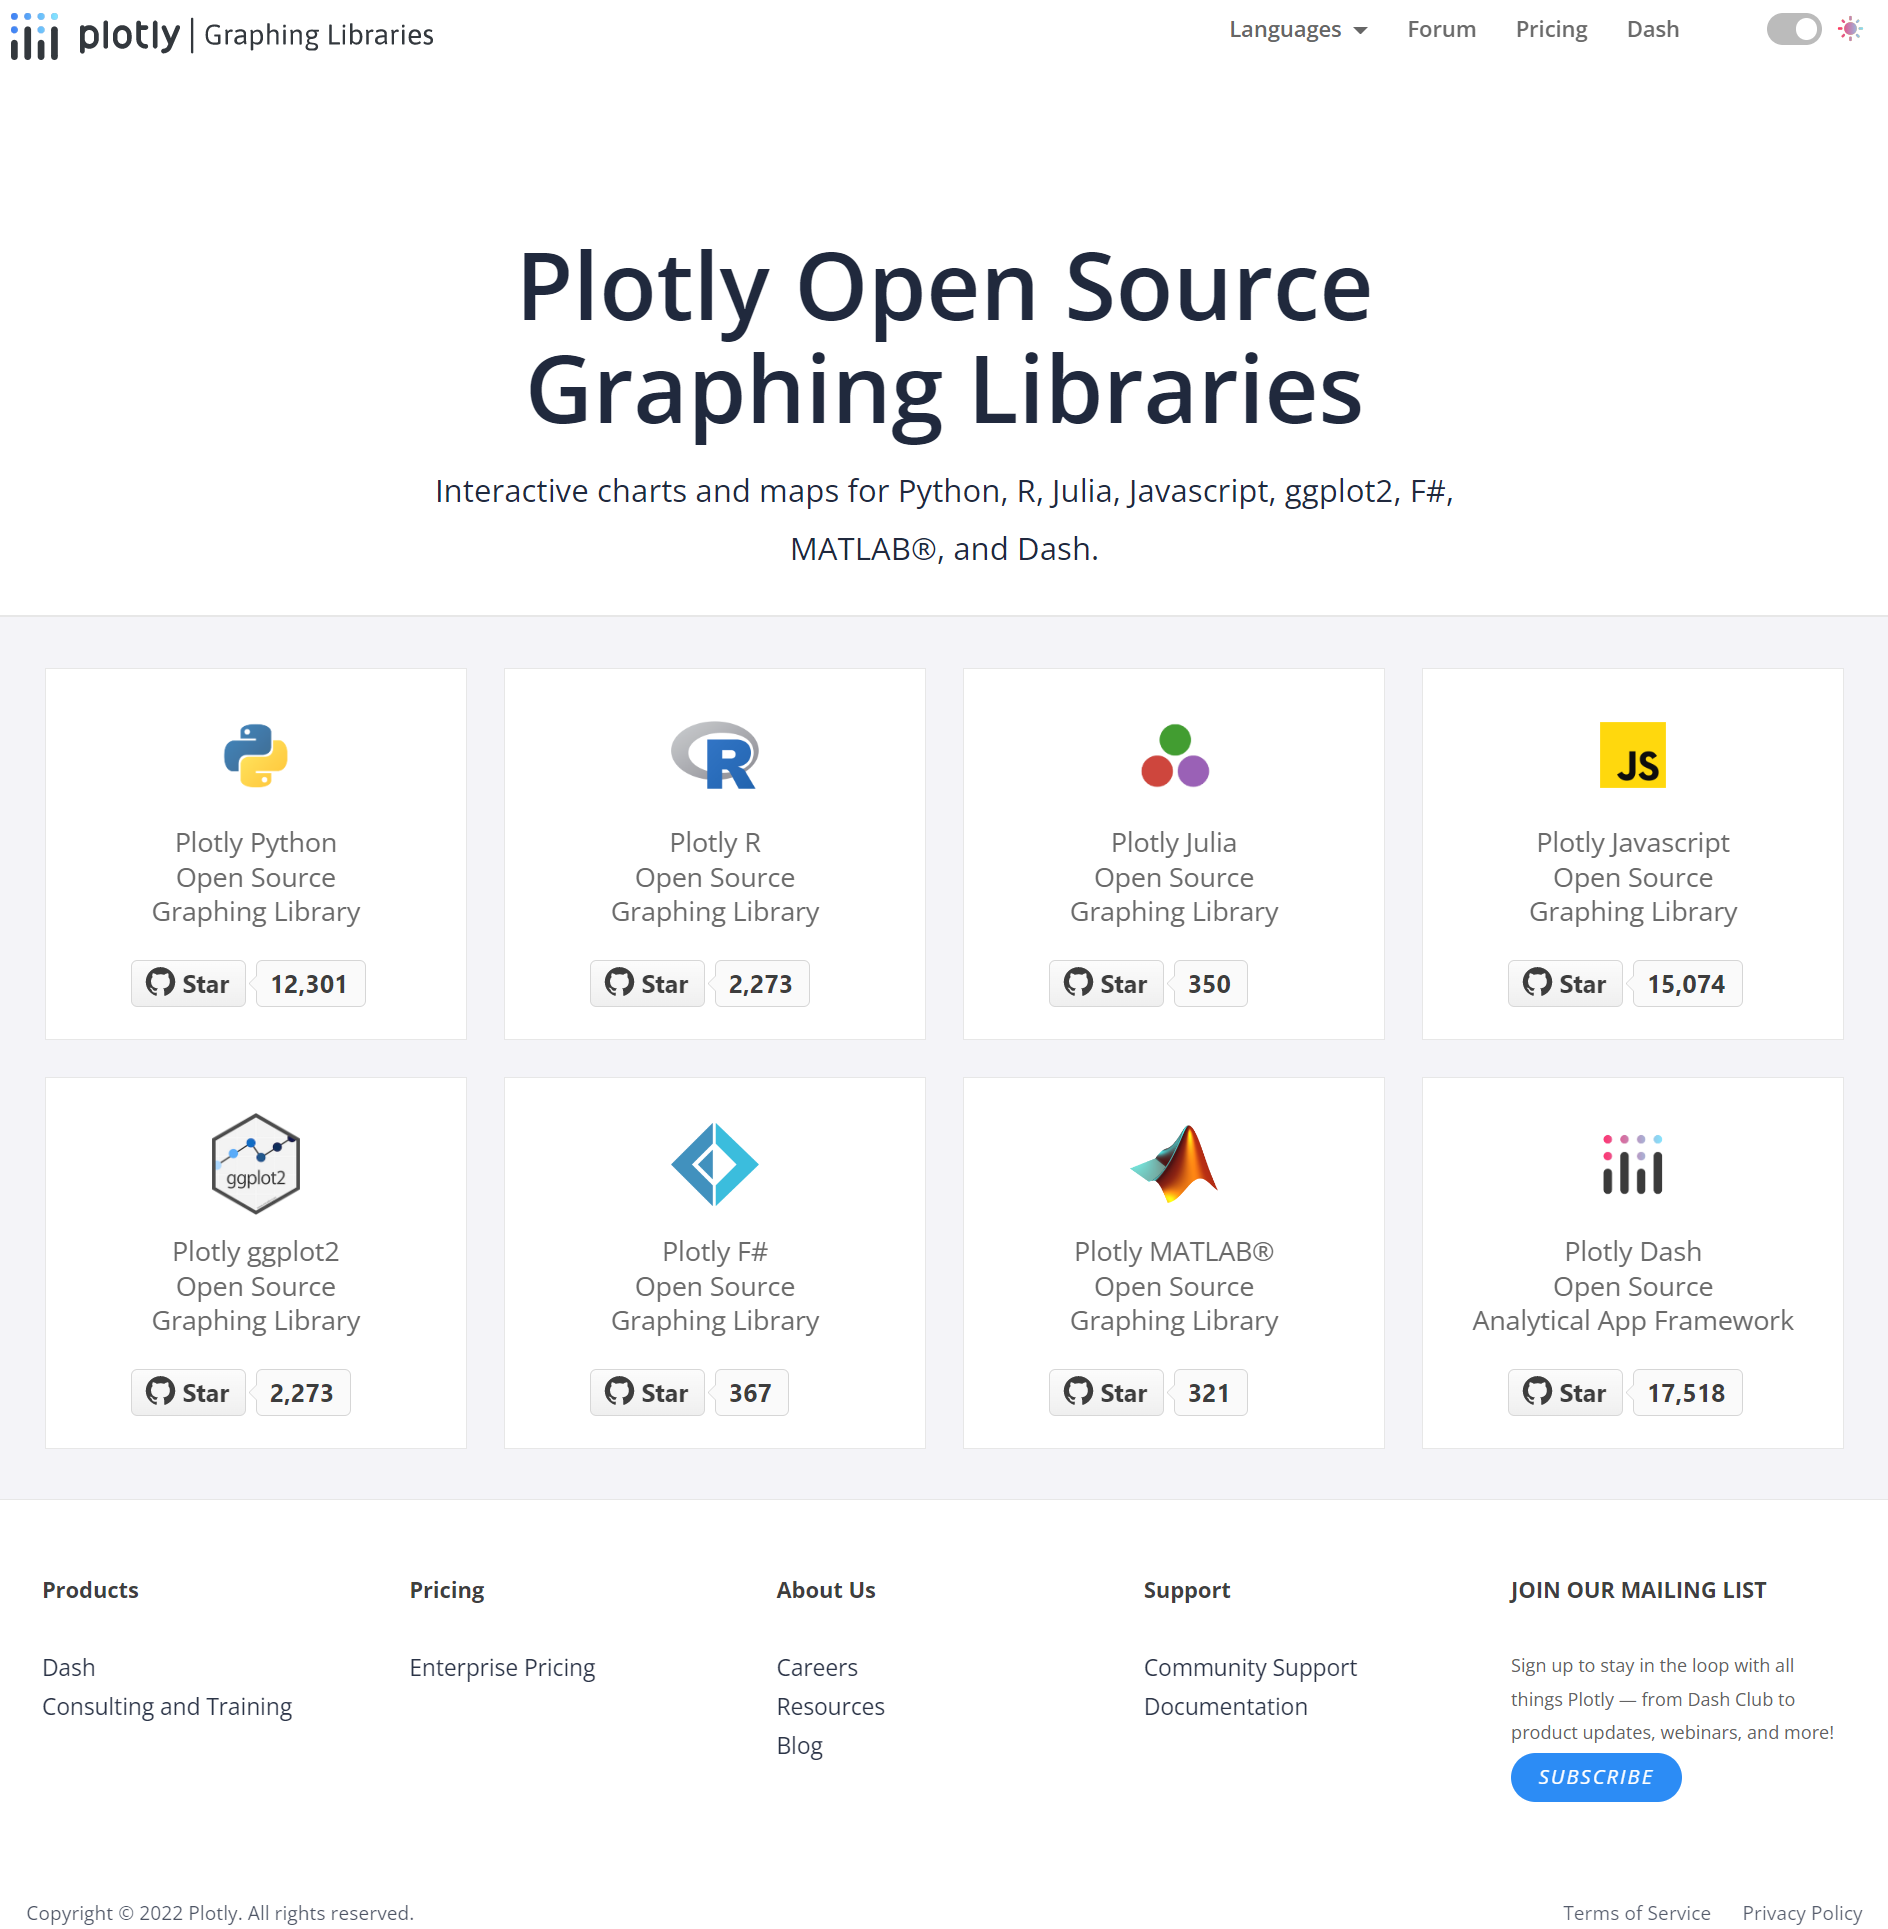 plotly | Graphing Libraries
Languages
Forum
Pricing
Dash
Plotly Open Source
Graphing Libraries
Interactive charts and maps for Python, R, Julia, Javascript, ggplot2, F#,
MATLAB®, and Dash.
Plotly Python
Open Source
Graphing Library
Star 12,301
R
Plotly R
Open Source
Graphing Library
Star 2,273
Plotly Julia
Open Source
Graphing Library
Star 350
JS
Plotly Javascript
Open Source
Graphing Library
Star 15,074
ggplot2
Plotly ggplot2
Open Source
Graphing Library
Star 2,273
Plotly F#
Open Source
Graphing Library
Star 367
Plotly MATLAB®
Open Source
Graphing Library
Star 321
Plotly Dash
Open Source
Analytical App Framework
Star 17,518
Products
Dash
Consulting and Training
Pricing
Enterprise Pricing
About Us
Careers
Resources
Blog
Support
Community Support
Documentation
JOIN OUR MAILING LIST
Sign up to stay in the loop with all
things Plotly — from Dash Club to
product updates, webinars, and more!
SUBSCRIBE
Copyright © 2022 Plotly. All rights reserved.
Terms of Service
Privacy Policy